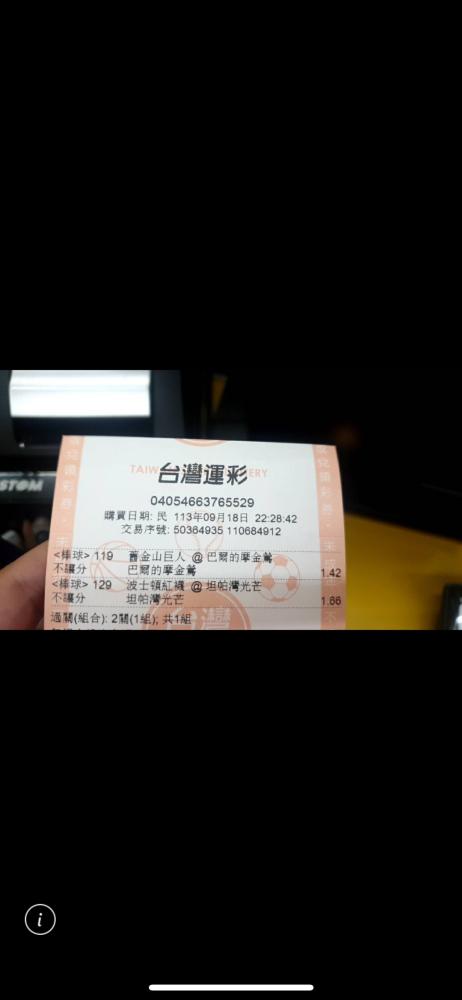 台灣運彩
04054663765529
購買日期: 民 113年09月18日 22:28:42
交易序號: 50364935 110684912
<棒球> 119 舊金山巨人 @ 巴爾的摩金鶯
不讓分 巴爾的摩金鶯 1.42
<棒球> 129 波士頓紅襪 @ 坦帕灣光芒
不讓分 坦帕灣光芒 1.66
過關(組合): 2關(1組); 共1組